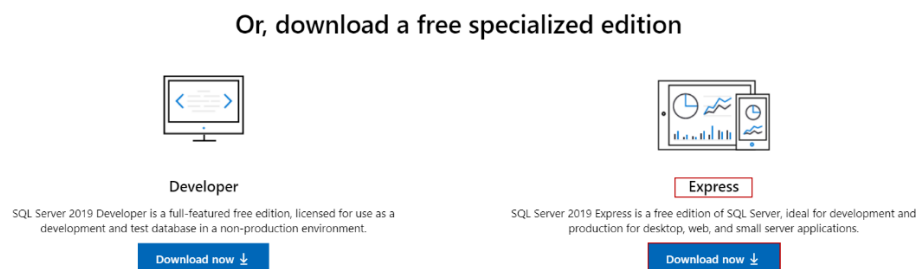 Or, download a free specialized edition
Developer
SQL Server 2019 Developer is a full-featured free edition, licensed for use as a
development and test database in a non-production environment.
Download now
Express
SQL Server 2019 Express is a free edition of SQL Server, ideal for development and
production for desktop, web, and small server applications.
Download now